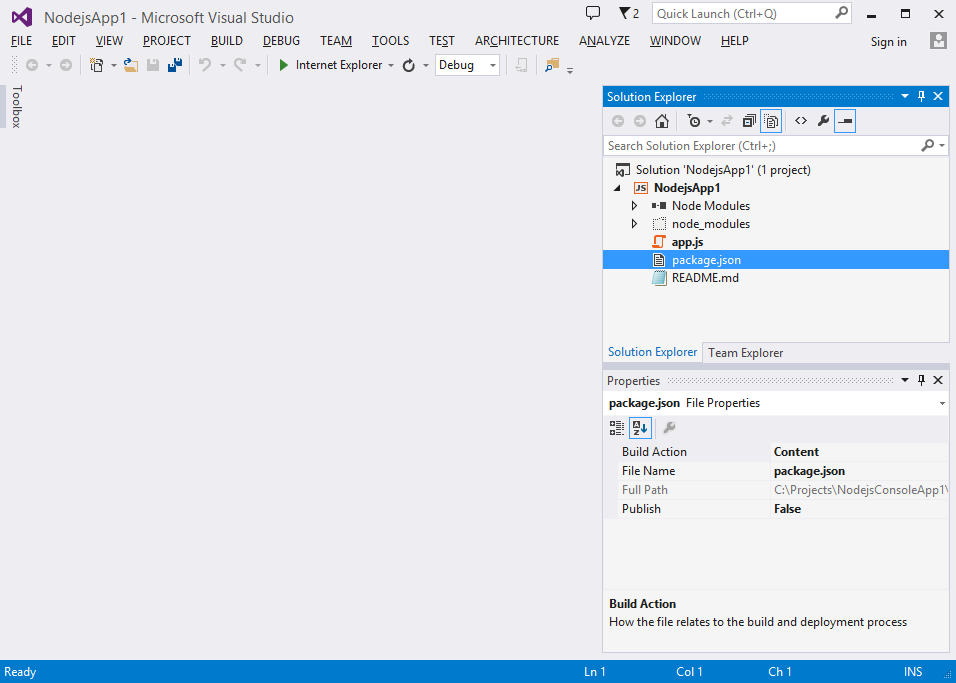 NodejsApp1 - Microsoft Visual Studio
2
Quick Launch (Ctrl+Q)
FILE EDIT VIEW PROJECT BUILD DEBUG TEAM TOOLS TEST ARCHITECTURE ANALYZE WINDOW HELP Sign in
Internet Explorer Debug
Toolbox
Solution Explorer
Search Solution Explorer (Ctrl+;)
Solution 'NodejsApp1' (1 project)
JS NodejsApp1
Node Modules
node_modules
app.js
package.json
README.md
Solution Explorer Team Explorer
Properties
package.json File Properties
Build Action Content
File Name package.json
Full Path C:\Projects\NodejsConsoleApp1\
Publish False
Build Action
How the file relates to the build and deployment process
Ready Ln 1 Col 1 Ch 1 INS